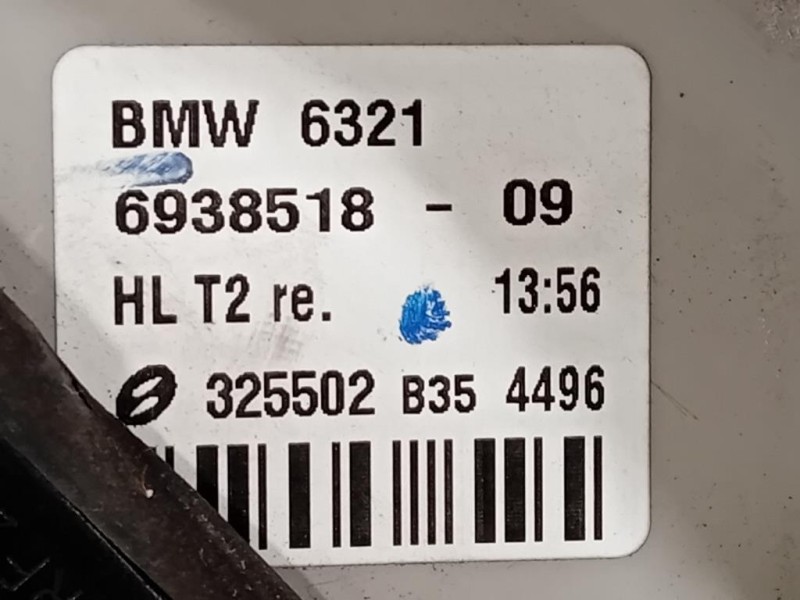 BMW 6321
6938518 - 09
HL T2 re. 13:56
325502 B35 4496